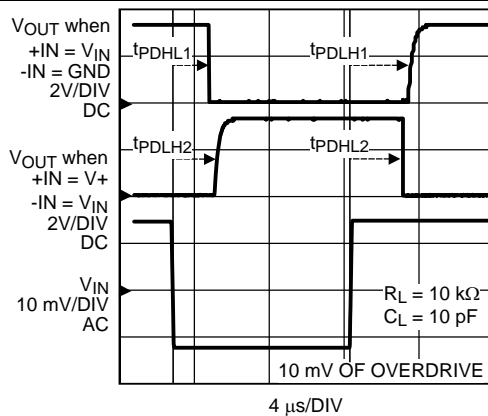 VOUT when
+IN = VIN
-IN = GND
2V/DIV
DC
tPDHL1
tPDLH1
VOUT when
+IN = V+
-IN = VIN
2V/DIV
DC
tPDLH2
tPDHL2
VIN
10 mV/DIV
AC
RL = 10 kΩ
CL = 10 pF
10 mV OF OVERDRIVE
4 µs/DIV